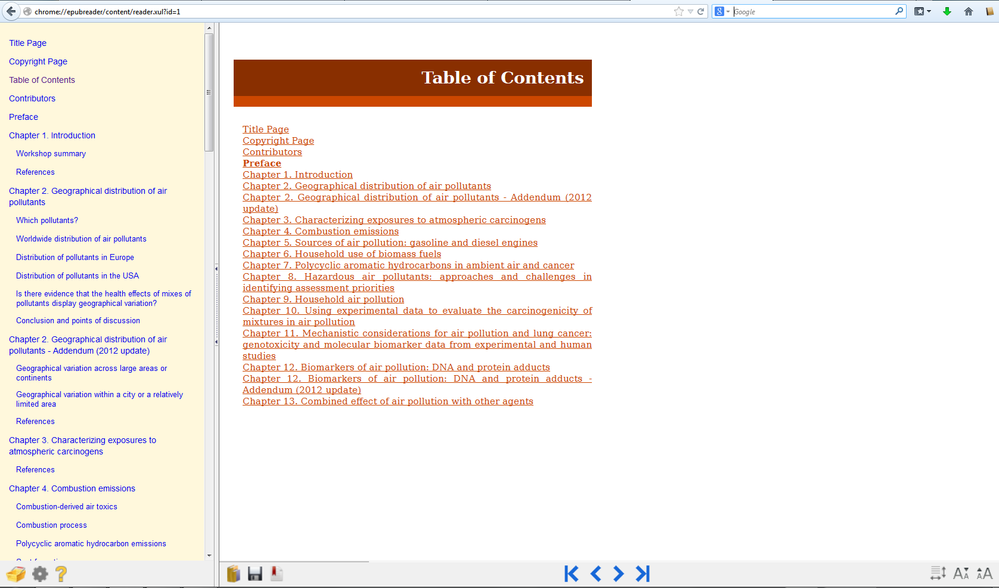 chrome://epubreader/content/reader.xul?id=1
Google
Title Page
Copyright Page
Table of Contents
Contributors
Preface
Chapter 1. Introduction
Workshop summary
References
Chapter 2. Geographical distribution of air
pollutants
Which pollutants?
Worldwide distribution of air pollutants
Distribution of pollutants in Europe
Distribution of pollutants in the USA
Is there evidence that the health effects of mixes of
pollutants display geographical variation?
Conclusion and points of discussion
Chapter 2. Geographical distribution of air
pollutants - Addendum (2012 update)
Geographical variation across large areas or
continents
Geographical variation within a city or a relatively
limited area
References
Chapter 3. Characterizing exposures to
atmospheric carcinogens
References
Chapter 4. Combustion emissions
Combustion-derived air toxics
Combustion process
Polycyclic aromatic hydrocarbon emissions
Table of Contents
Title Page
Copyright Page
Contributors
Preface
Chapter 1. Introduction
Chapter 2. Geographical distribution of air pollutants
Chapter 2. Geographical distribution of air pollutants - Addendum (2012
update)
Chapter 3. Characterizing exposures to atmospheric carcinogens
Chapter 4. Combustion emissions
Chapter 5. Sources of air pollution: gasoline and diesel engines
Chapter 6. Household use of biomass fuels
Chapter 7. Polycyclic aromatic hydrocarbons in ambient air and cancer
Chapter 8. Hazardous air pollutants: approaches and challenges in
identifying assessment priorities
Chapter 9. Household air pollution
Chapter 10. Using experimental data to evaluate the carcinogenicity of
mixtures in air pollution
Chapter 11. Mechanistic considerations for air pollution and lung cancer:
genotoxicity and molecular biomarker data from experimental and human
studies
Chapter 12. Biomarkers of air pollution: DNA and protein adducts
Chapter 12. Biomarkers of air pollution: DNA and protein adducts -
Addendum (2012 update)
Chapter 13. Combined effect of air pollution with other agents